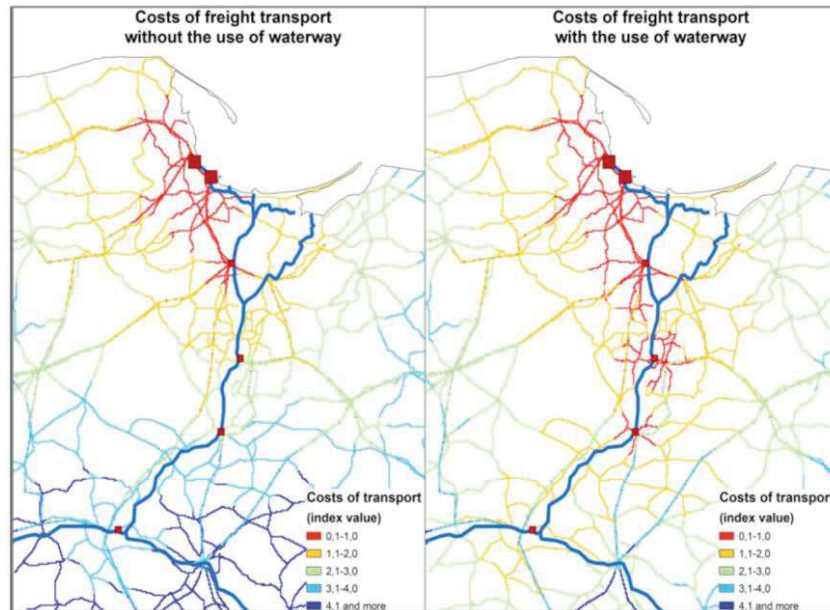 Costs of freight transport
without the use of waterway
Costs of transport
(index value)
0,1-1,0
1,1-2,0
2,1-3,0
3,1-4,0
4.1 and more
Costs of freight transport
with the use of waterway
Costs of transport
(index value)
0,1-1,0
1,1-2,0
2,1-3,0
3,1-4,0
4.1 and more